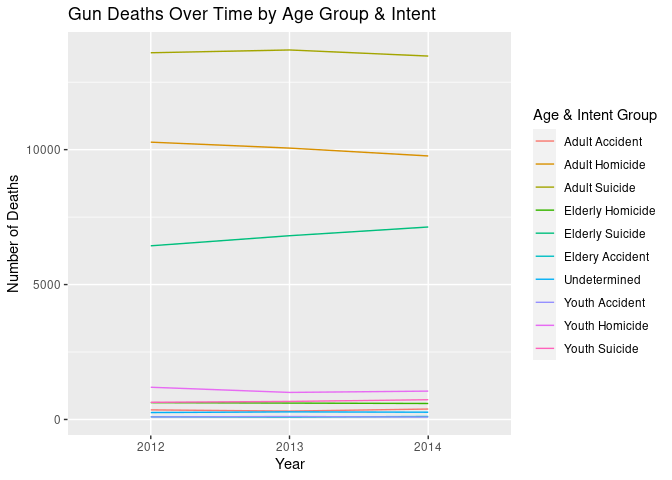 Gun Deaths Over Time by Age Group & Intent
Number of Deaths
10000
5000
0
2012
2013
2014
Year
Age & Intent Group
Adult Accident
Adult Homicide
Adult Suicide
Elderly Homicide
Elderly Suicide
Eldery Accident
Undetermined
Youth Accident
Youth Homicide
Youth Suicide